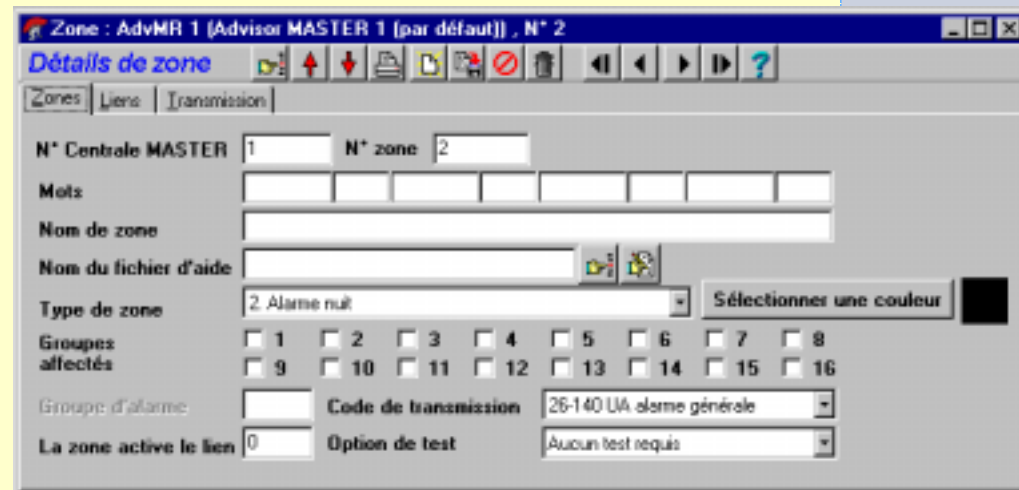 Zone : AdvMR 1 (Advisor MASTER 1 (par défaut)) , N° 2
Détails de zone ?
Zones Liens Transmission
N° Centrale MASTER 1 N° zone 2
Mots
Nom de zone
Nom du fichier d'aide
Type de zone 2. Alarme nuit Sélectionner une couleur
Groupes affectés
1 2 3 4 5 6 7 8
9 10 11 12 13 14 15 16
Groupe d'alarme Code de transmission 26-140 UA alarme générale
La zone active le lien 0 Option de test Aucun test requis